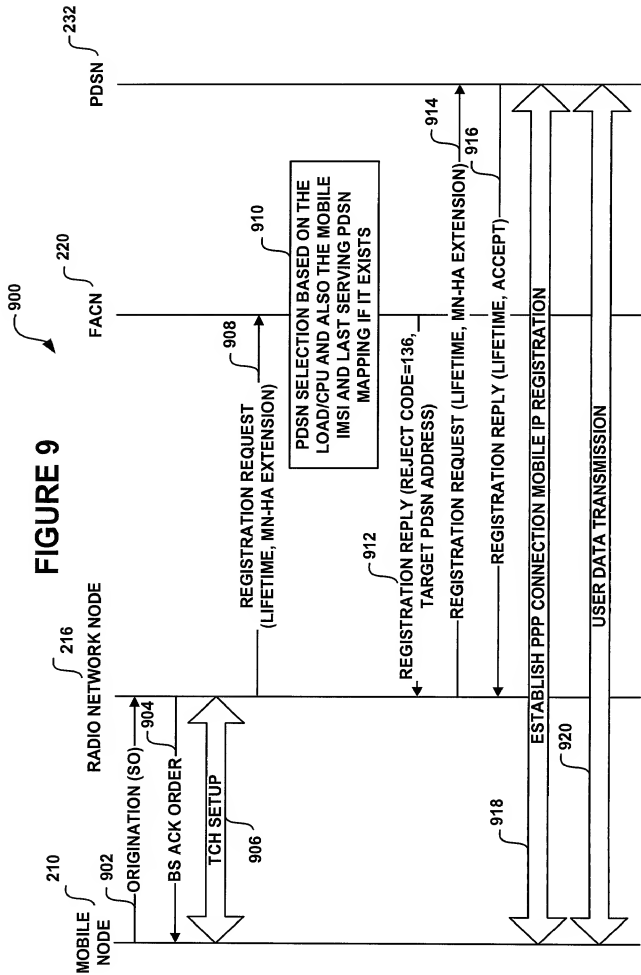 FIGURE 9
900
MOBILE
NODE
210
RADIO NETWORK NODE
216
FACN
220
PDSN
232
902
ORIGINATION (SO)
904
BS ACK ORDER
TCH SETUP
906
REGISTRATION REQUEST
(LIFETIME, MN-HA EXTENSION)
908
910
PDSN SELECTION BASED ON THE
LOAD/CPU AND ALSO THE MOBILE
IMSI AND LAST SERVING PDSN
MAPPING IF IT EXISTS
912
REGISTRATION REPLY (REJECT CODE=136,
TARGET PDSN ADDRESS)
914
REGISTRATION REQUEST (LIFETIME, MN-HA EXTENSION)
916
REGISTRATION REPLY (LIFETIME, ACCEPT)
918
ESTABLISH PPP CONNECTION MOBILE IP REGISTRATION
920
USER DATA TRANSMISSION